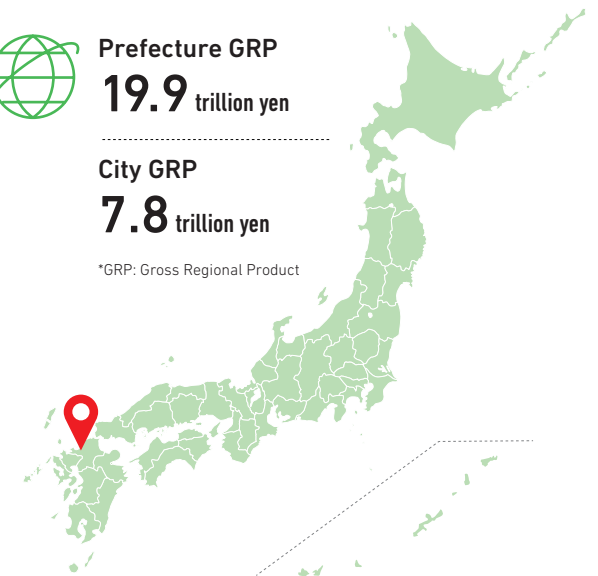 Prefecture GRP
19.9 trillion yen
City GRP
7.8 trillion yen
*GRP: Gross Regional Product